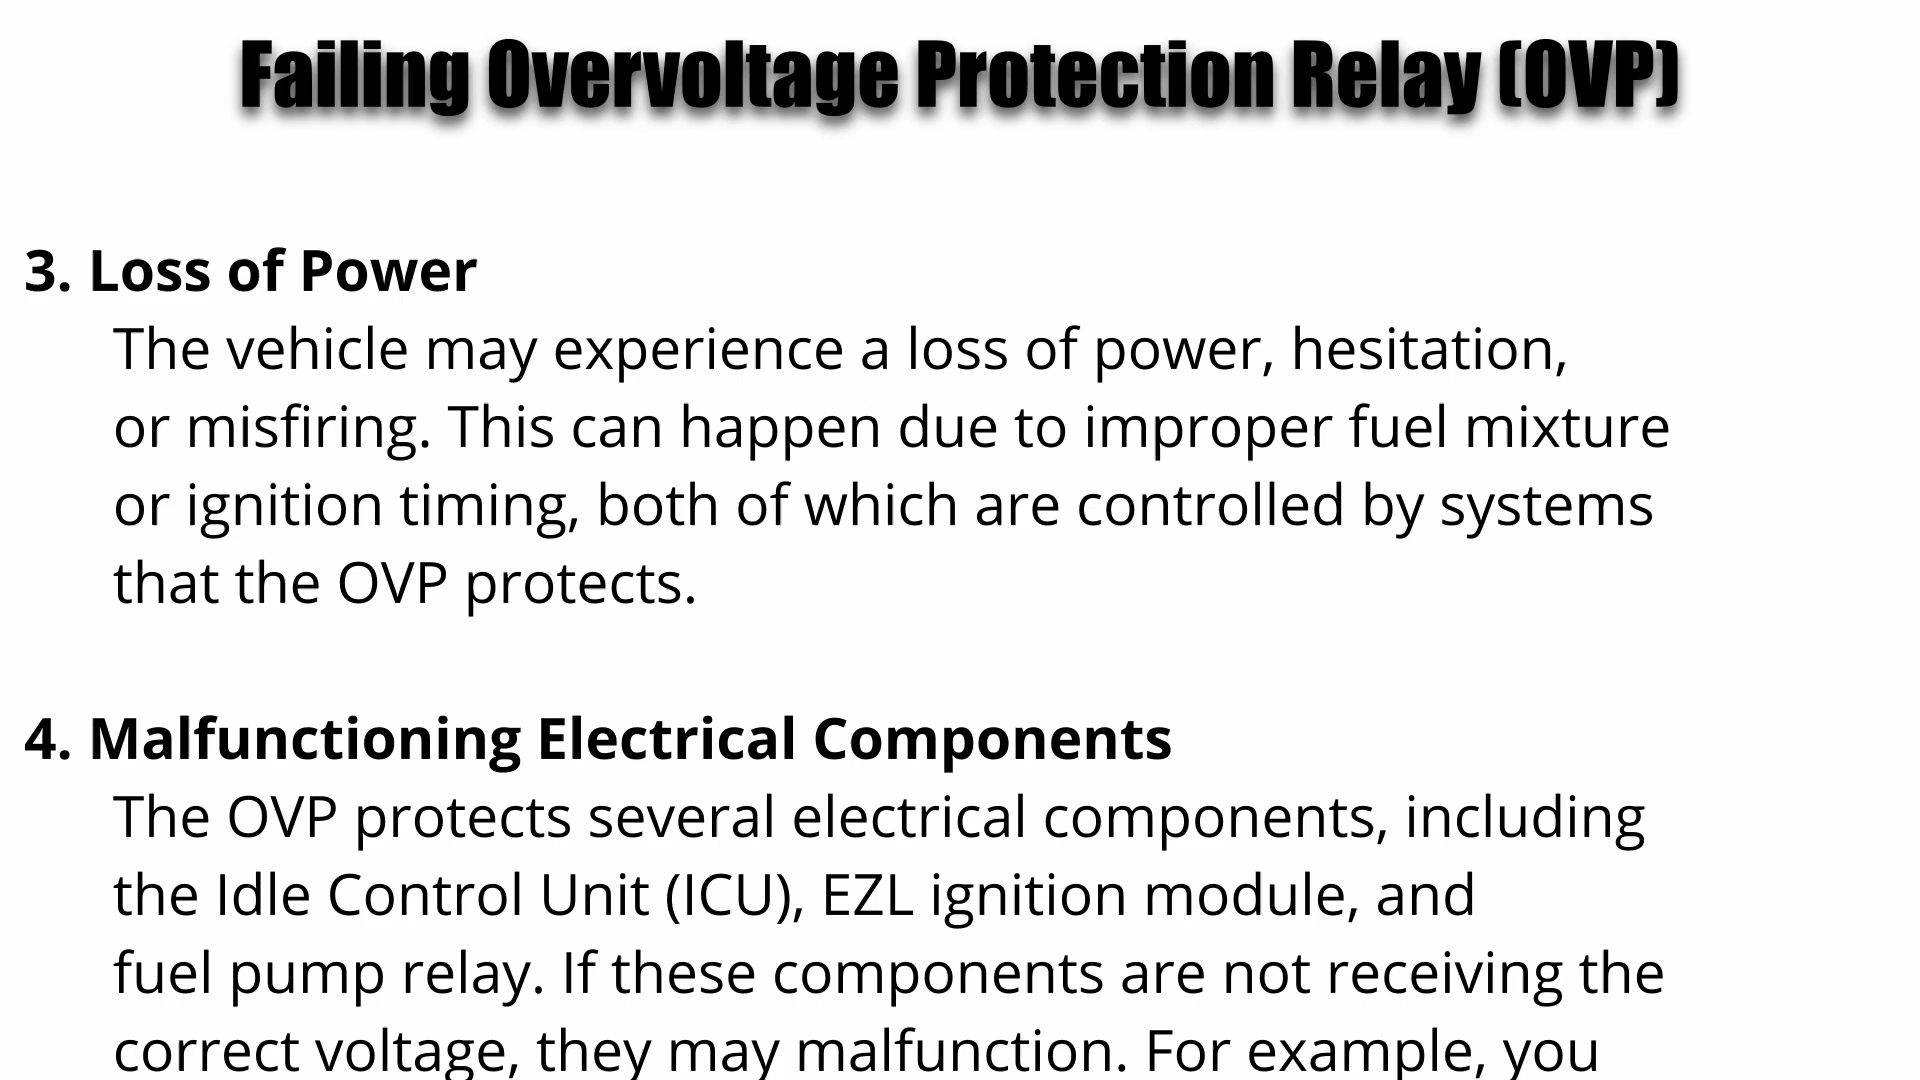 Failing Overvoltage Protection Relay (OVP)
3. Loss of Power
The vehicle may experience a loss of power, hesitation,
or misfiring. This can happen due to improper fuel mixture
or ignition timing, both of which are controlled by systems
that the OVP protects.
4. Malfunctioning Electrical Components
The OVP protects several electrical components, including
the Idle Control Unit (ICU), EZL ignition module, and
fuel pump relay. If these components are not receiving the
correct voltage, they may malfunction. For example, you